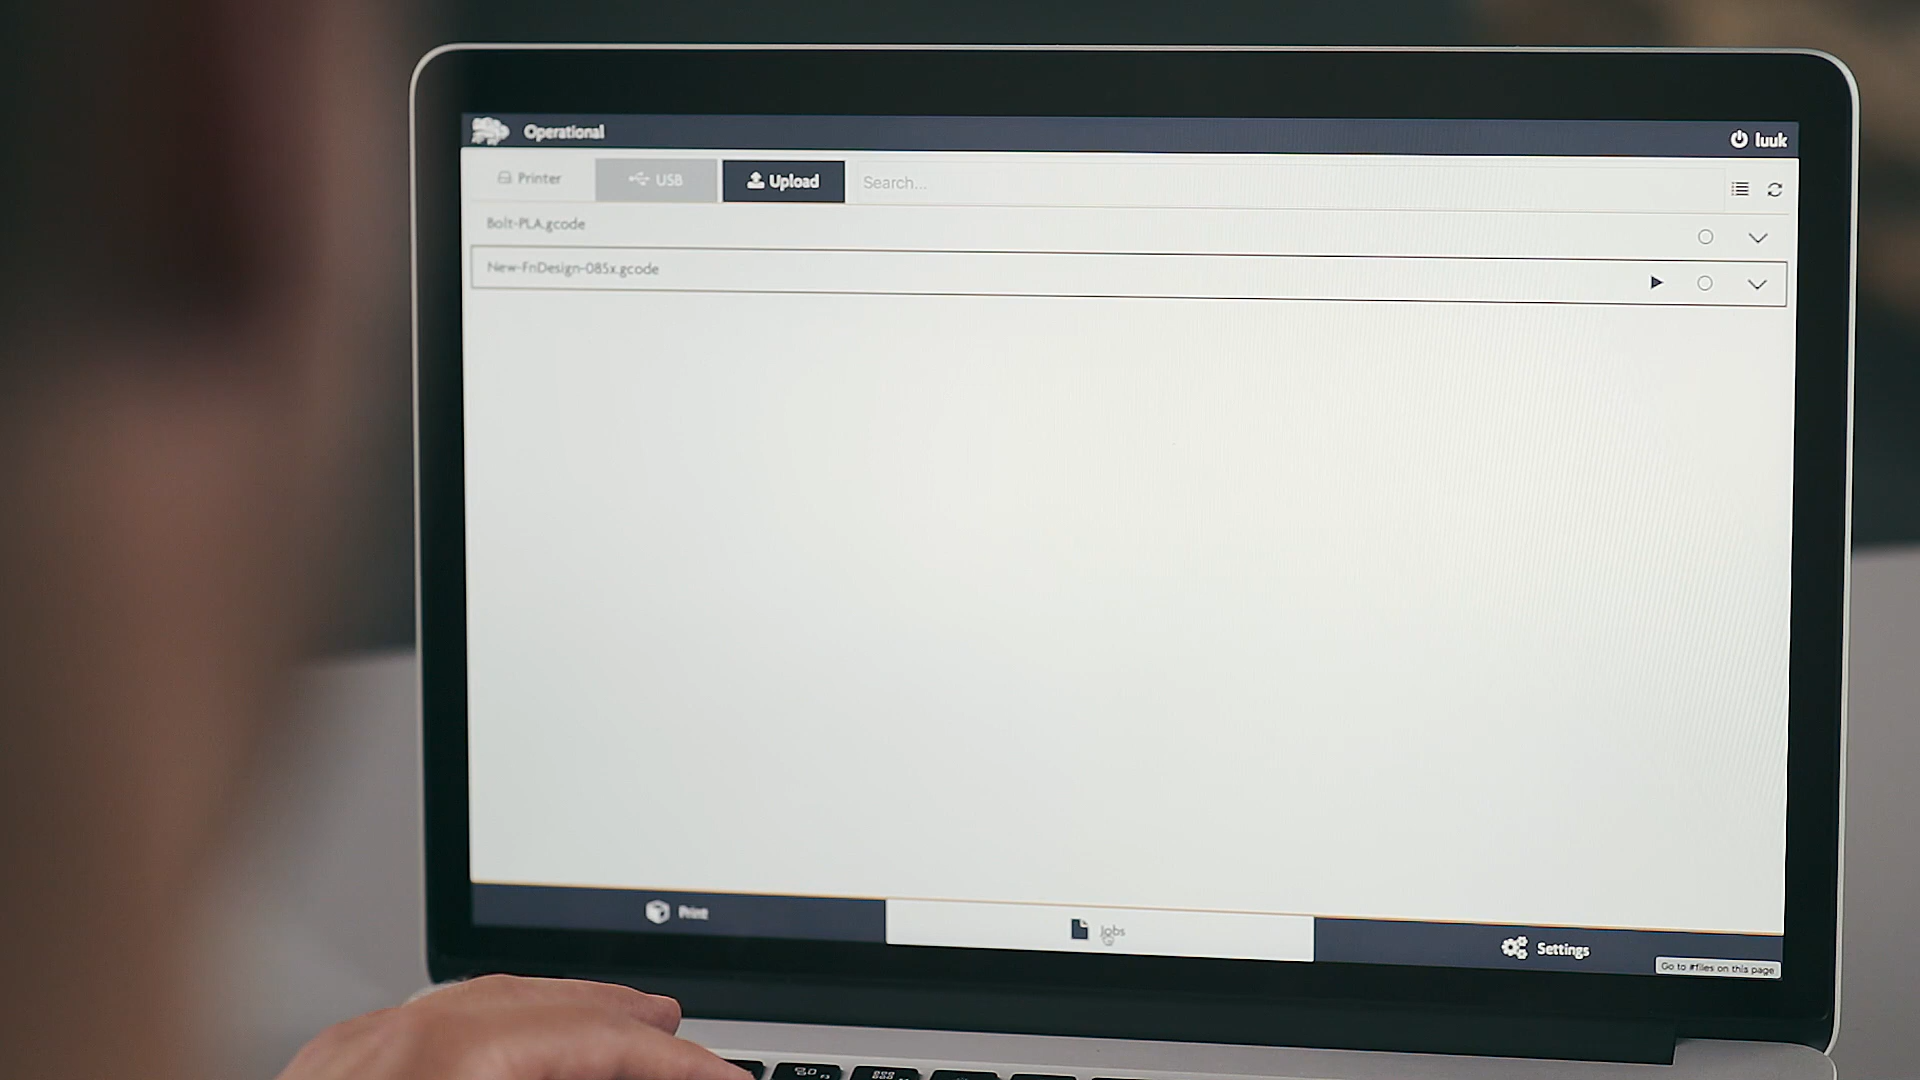 Operational
luuk
Printer
USB
Upload
Search...
Bolt-PLA.gcode
New-FnDesign-085x.gcode
Print
Jobs
Settings
Go to #files on this page
F3